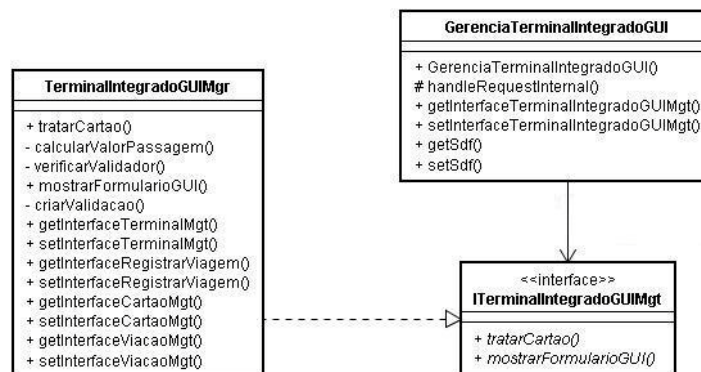 GerenciaTerminalIntegradoGUI
+ GerenciaTerminalIntegradoGUI()
# handleRequestInternal()
+ getInterfaceTerminalIntegradoGUIMgt()
+ setInterfaceTerminalIntegradoGUIMgt()
+ getSdf()
+ setSdf()
TerminalIntegradoGUIMgr
+ tratarCartao()
- calcularValorPassagem()
- verificarValidador()
+ mostrarFormularioGUI()
- criarValidacao()
+ getInterfaceTerminalMgt()
+ setInterfaceTerminalMgt()
+ getInterfaceRegistrarViagem()
+ setInterfaceRegistrarViagem()
+ getInterfaceCartaoMgt()
+ setInterfaceCartaoMgt()
+ getInterfaceViacaoMgt()
+ setInterfaceViacaoMgt()
<<interface>>
ITerminalIntegradoGUIMgt
+ tratarCartao()
+ mostrarFormularioGUI()